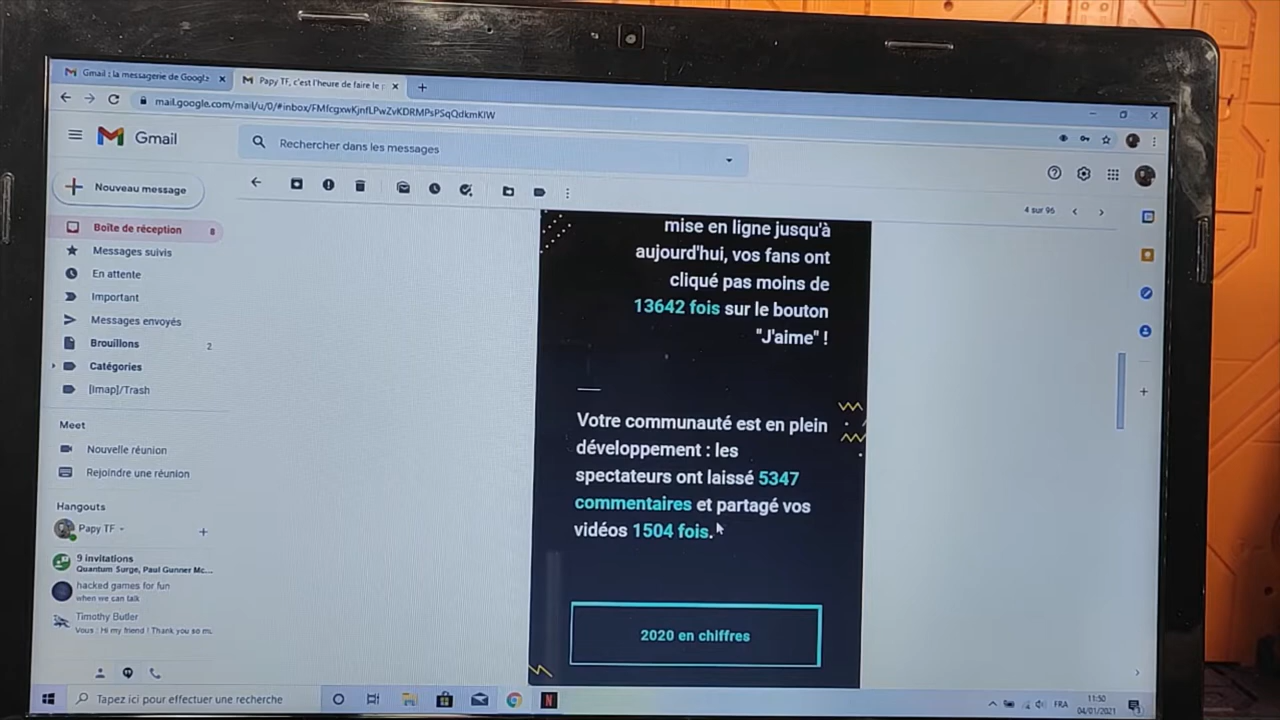 Gmail : la messagerie de Google
Papy TF, c'est l'heure de faire le p
mail.google.com/mail/u/0/#inbox/FMfcgxwKjnfLPwZvKDRMPsPSqQdkmKIW
Gmail
Rechercher dans les messages
Nouveau message
4 sur 96
Boîte de réception 8
Messages suivis
En attente
Important
Messages envoyés
Brouillons 2
Catégories
[Imap]/Trash
Meet
Nouvelle réunion
Rejoindre une réunion
Hangouts
Papy TF
9 invitations
Quantum Surge, Paul Gunner Mc...
hacked games for fun
when we can talk
Timothy Butler
Vous : Hi my friend ! Thank you so m
mise en ligne jusqu'à
aujourd'hui, vos fans ont
cliqué pas moins de
13642 fois sur le bouton
"J'aime" !
Votre communauté est en plein
développement : les
spectateurs ont laissé 5347
commentaires et partagé vos
vidéos 1504 fois.
2020 en chiffres
Tapez ici pour effectuer une recherche
N
FRA
11:50
04/01/2021